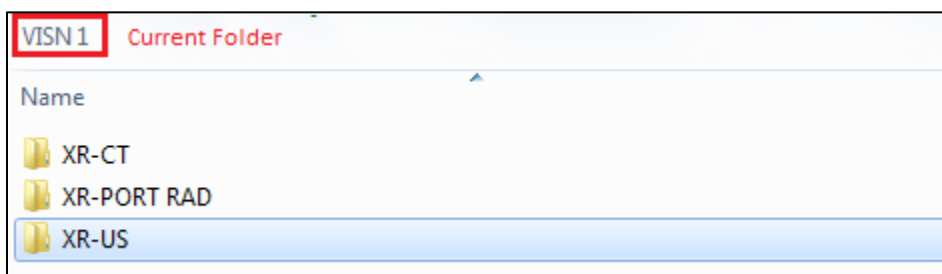 VISN 1 Current Folder
Name
XR-CT
XR-PORT RAD
XR-US